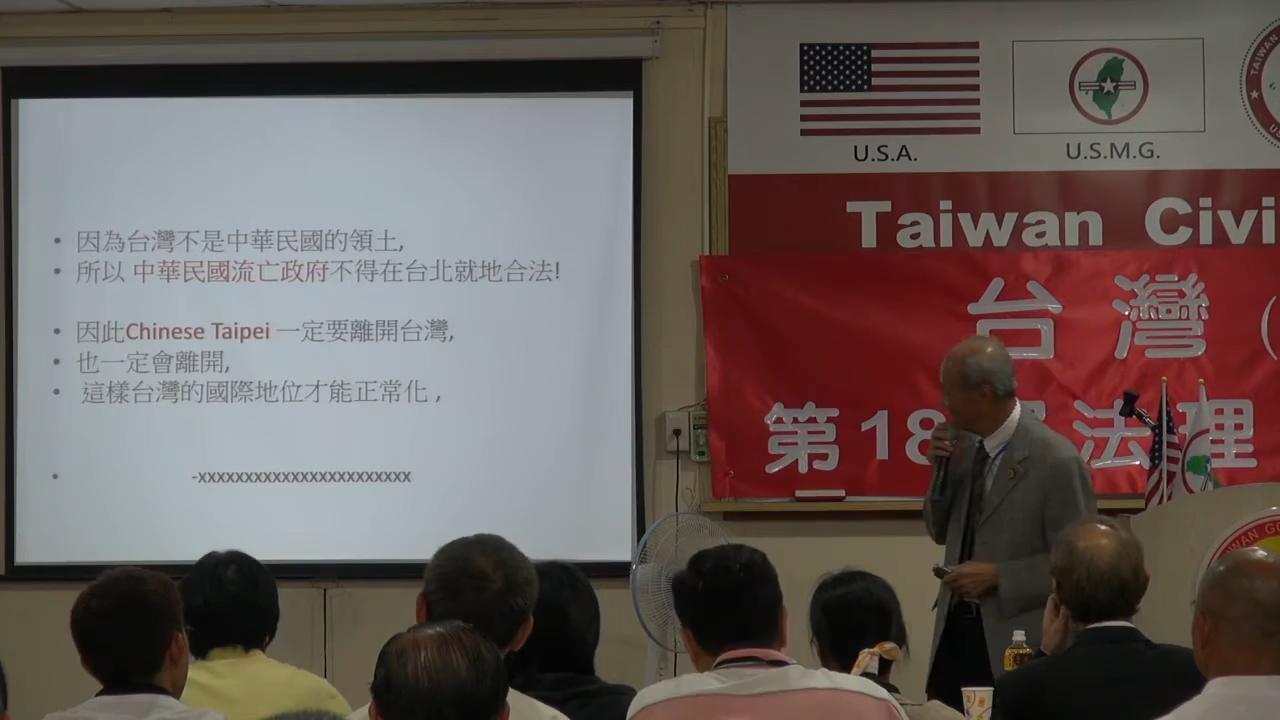 • 因為台灣不是中華民國的領土,
• 所以 中華民國流亡政府不得在台北就地合法!
• 因此Chinese Taipei 一定要離開台灣,
• 也一定會離開,
• 這樣台灣的國際地位才能正常化 ,
• -xxxxxxxxxxxxxxxxxxxxxxx
U.S.A.
U.S.M.G.
TAIWAN
Taiwan Civi
台灣（
第18 法理
WAN GO